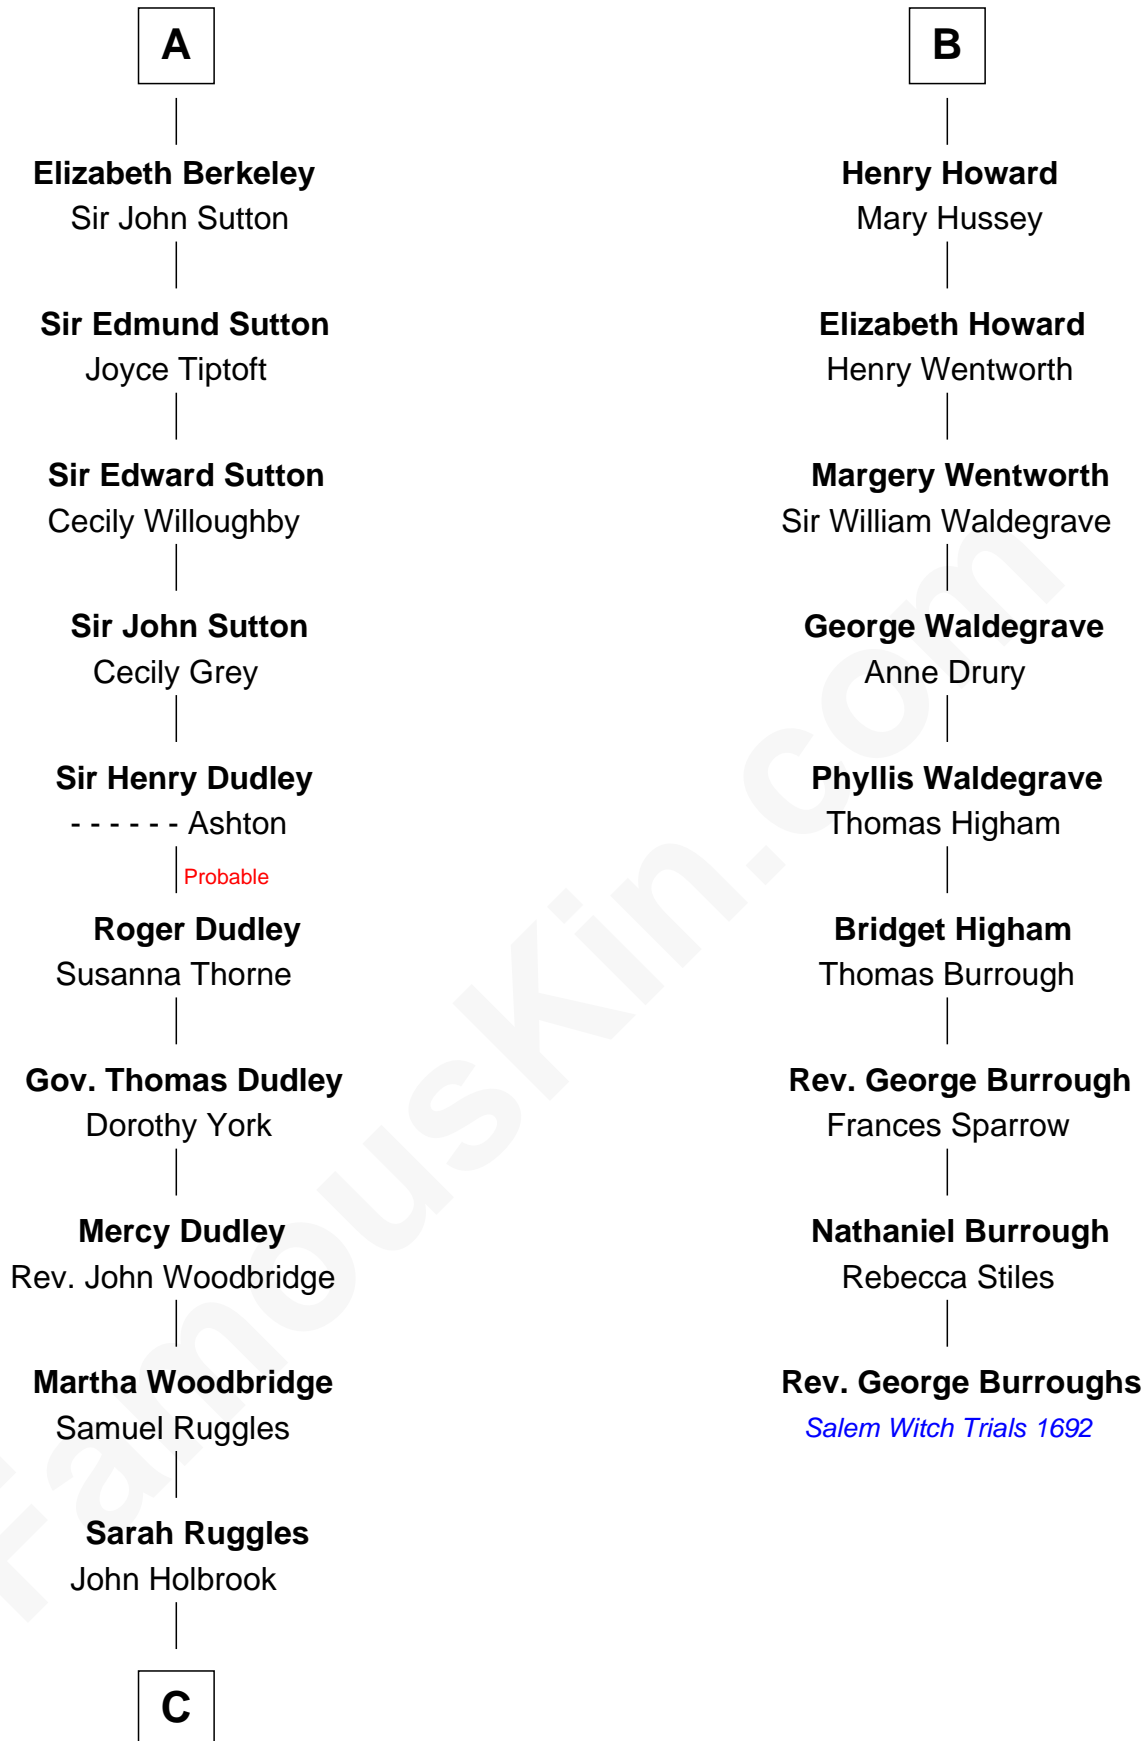 A
Elizabeth Berkeley
Sir John Sutton
Sir Edmund Sutton
Joyce Tiptoft
Sir Edward Sutton
Cecily Willoughby
Sir John Sutton
Cecily Grey
Sir Henry Dudley
- - - - - - Ashton
Probable
Roger Dudley
Susanna Thorne
Gov. Thomas Dudley
Dorothy York
Mercy Dudley
Rev. John Woodbridge
Martha Woodbridge
Samuel Ruggles
Sarah Ruggles
John Holbrook
C
B
Henry Howard
Mary Hussey
Elizabeth Howard
Henry Wentworth
Margery Wentworth
Sir William Waldegrave
George Waldegrave
Anne Drury
Phyllis Waldegrave
Thomas Higham
Bridget Higham
Thomas Burrough
Rev. George Burrough
Frances Sparrow
Nathaniel Burrough
Rebecca Stiles
Rev. George Burroughs
Salem Witch Trials 1692
FamousKin.com